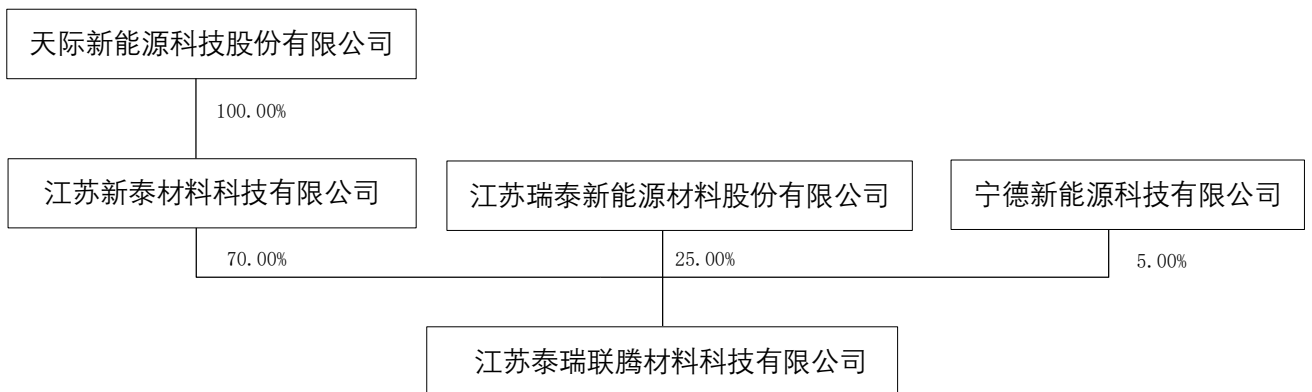 天际新能源科技股份有限公司
100.00%
江苏新泰材料科技有限公司
江苏瑞泰新能源材料股份有限公司
宁德新能源科技有限公司
70.00%
25.00%
5.00%
江苏泰瑞联腾材料科技有限公司